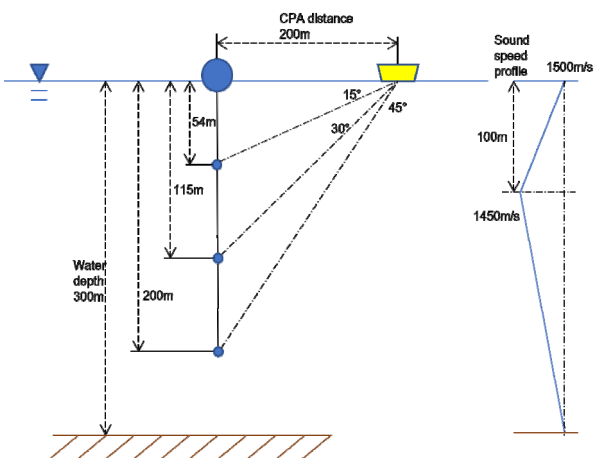 CPA distance
200m
Sound
speed
profile
1500m/s
15°
45°
54m
30°
100m
115m
1450m/s
Water
depth
300m
200m